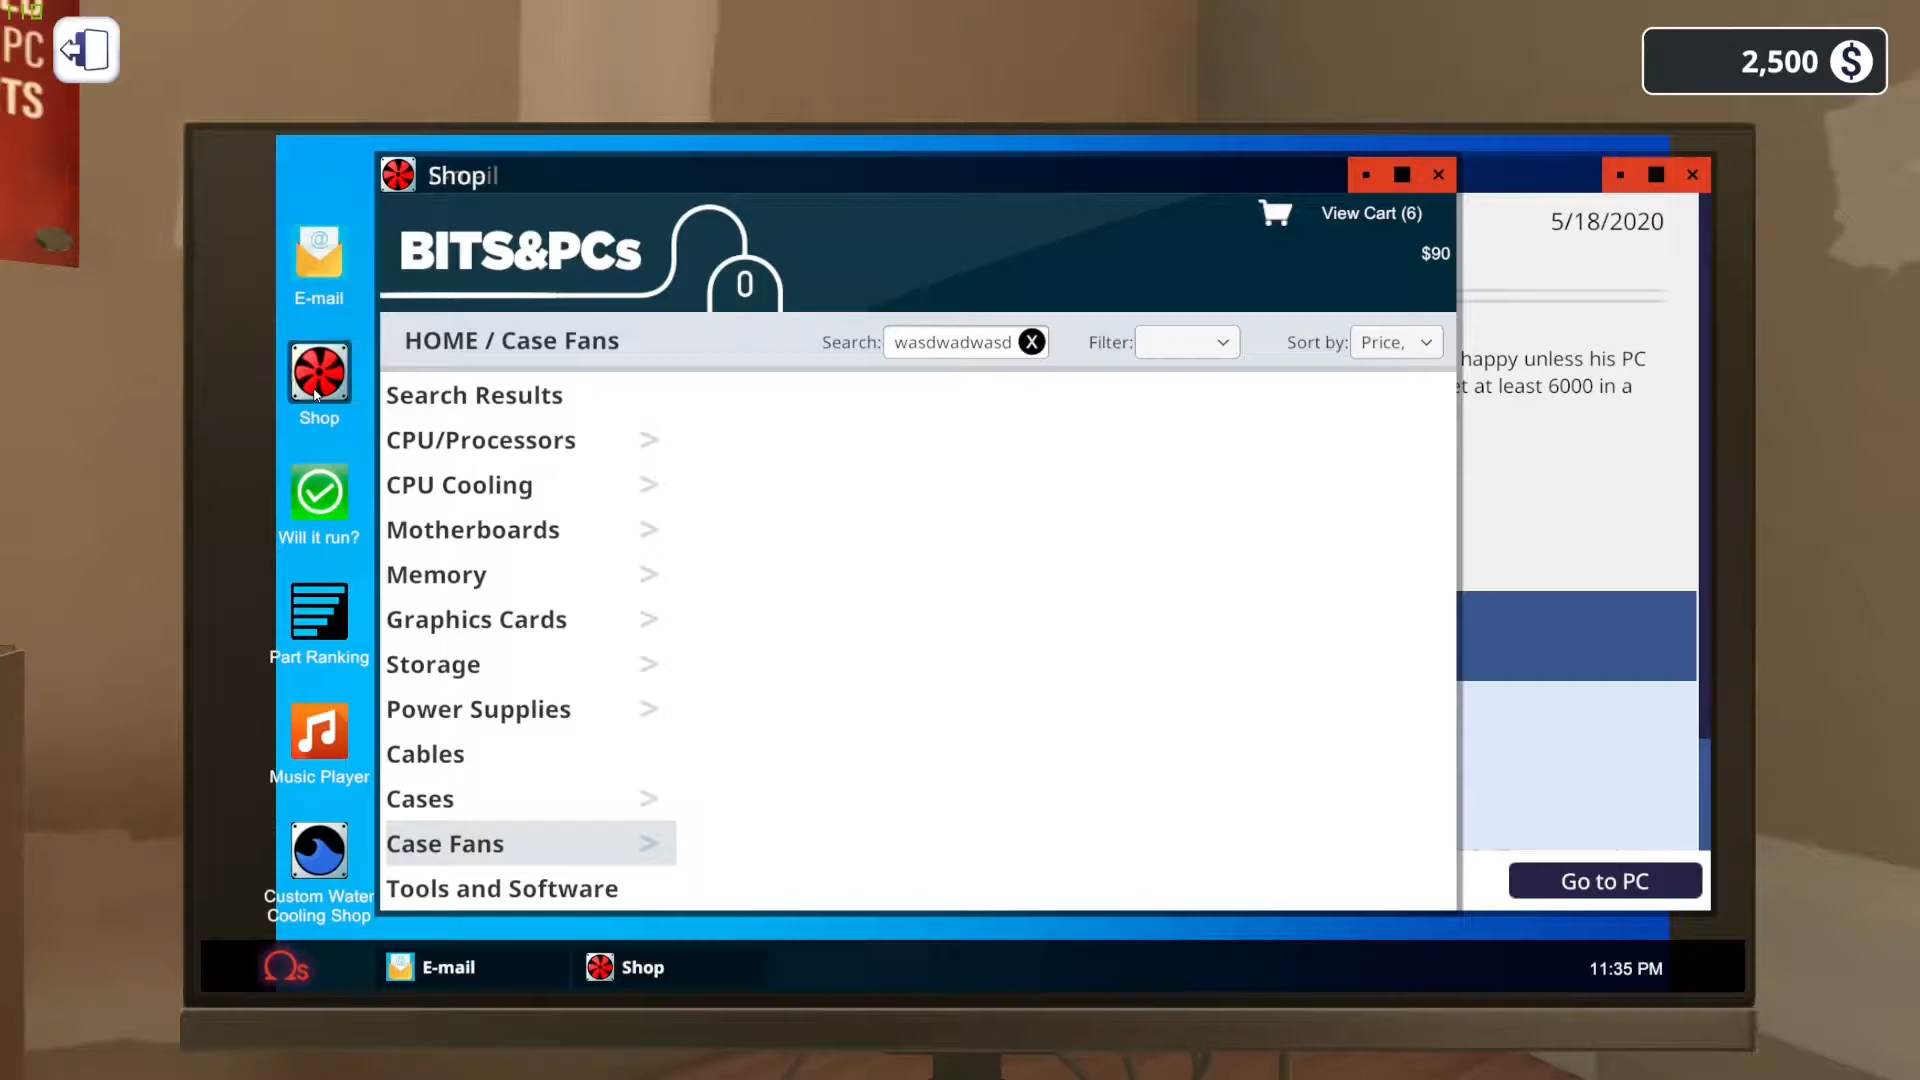 110
PC
TS
2,500
Shop
View Cart (6)
$90
BITS&PCs
HOME / Case Fans
Search:
wasdwadwasd
X
Filter:
Sort by:
Price,
Search Results
CPU/Processors
CPU Cooling
Motherboards
Memory
Graphics Cards
Storage
Power Supplies
Cables
Cases
Case Fans
Tools and Software
5/18/2020
happy unless his PC
et at least 6000 in a
Go to PC
E-mail
Shop
Will it run?
Part Ranking
Music Player
Custom Water
Cooling Shop
Ωs
E-mail
Shop
11:35 PM